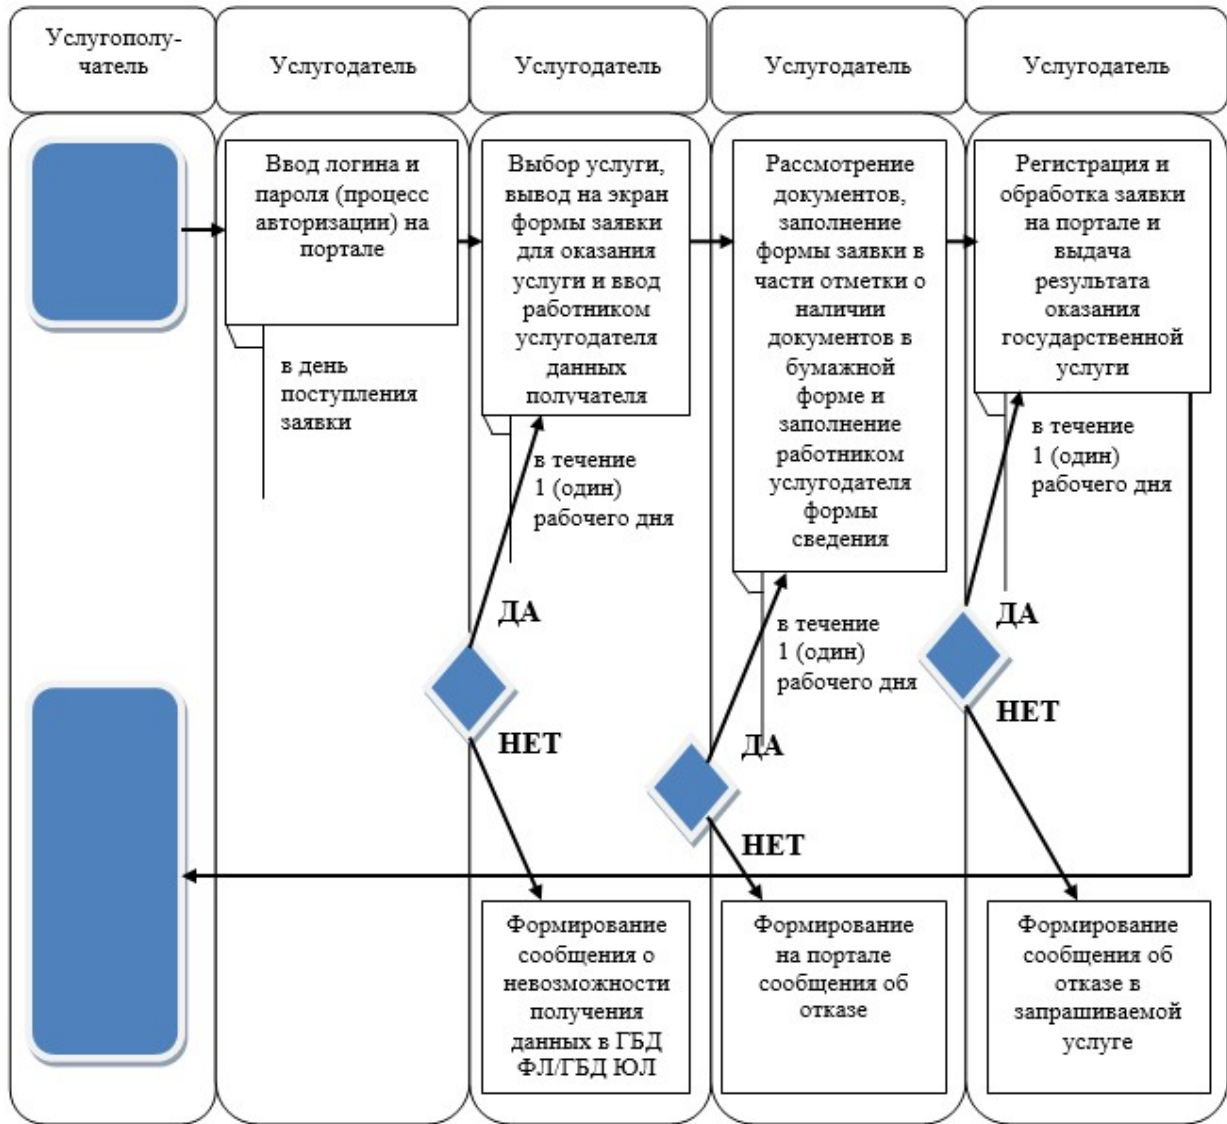 Услугополу-
чатель
Услугодатель
Услугодатель
Услугодатель
Услугодатель
Ввод логина и
пароля (процесс
авторизации) на
портале
в день
поступления
заявки
Выбор услуги,
вывод на экран
формы заявки
для оказания
услуги и ввод
работником
услугодателя
данных
получателя
в течение
1 (один)
рабочего дня
ДА
НЕТ
Формирование
сообщения о
невозможности
получения
данных в ГБД
ФЛ/ГБД ЮЛ
Рассмотрение
документов,
заполнение
формы заявки в
части отметки о
наличии
документов в
бумажной
форме и
заполнение
работником
услугодателя
формы
сведения
в течение
1 (один)
рабочего дня
ДА
НЕТ
Формирование
на портале
сообщения об
отказе
Регистрация и
обработка заявки
на портале и
выдача
результата
оказания
государственной
услуги
в течение
1 (один)
рабочего дня
ДА
НЕТ
Формирование
сообщения об
отказе в
запрашиваемой
услуге